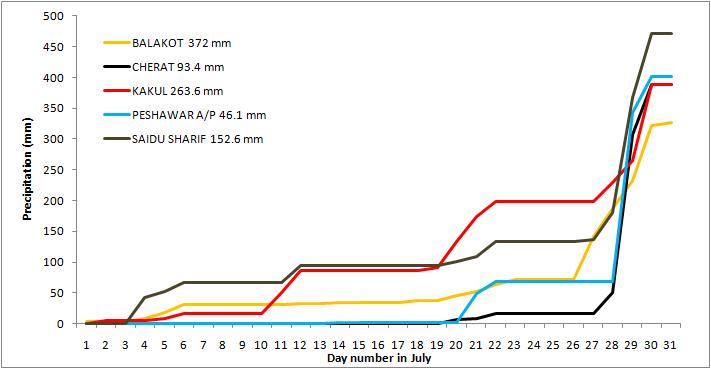 500
450
400
350
300
250
200
150
100
50
0
Precipitation (mm)
BALAKOT 372 mm
CHERAT 93.4 mm
KAKUL 263.6 mm
PESHAWAR A/P 46.1 mm
SAIDU SHARIF 152.6 mm
1 2 3 4 5 6 7 8 9 10 11 12 13 14 15 16 17 18 19 20 21 22 23 24 25 26 27 28 29 30 31
Day number in July